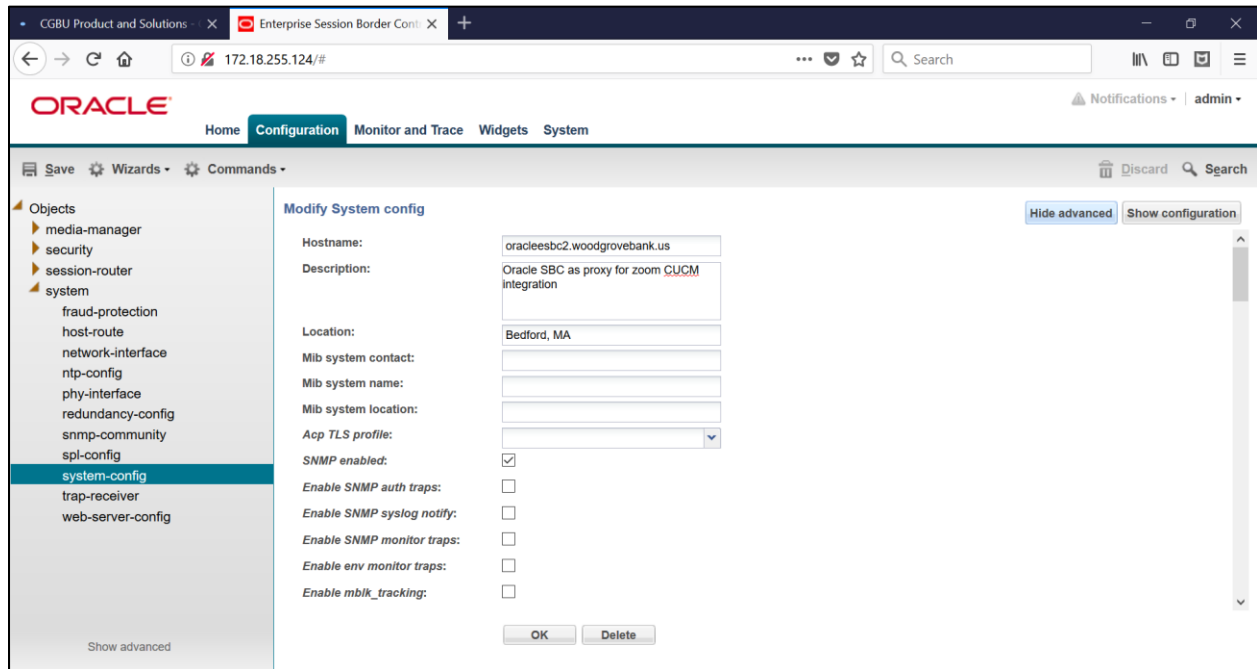 CGBU Product and Solutions - (
Enterprise Session Border Cont
172.18.255.124/#
Search
ORACLE
Notifications
admin
Home Configuration Monitor and Trace Widgets System
Save Wizards Commands
Discard Search
Objects
media-manager
security
session-router
system
fraud-protection
host-route
network-interface
ntp-config
phy-interface
redundancy-config
snmp-community
spl-config
system-config
trap-receiver
web-server-config
Show advanced
Modify System config
Hide advanced Show configuration
Hostname: oracleesbc2.woodgrovebank.us
Description: Oracle SBC as proxy for zoom CUCM
integration
Location: Bedford, MA
Mib system contact:
Mib system name:
Mib system location:
Acp TLS profile:
SNMP enabled:
Enable SNMP auth traps:
Enable SNMP syslog notify:
Enable SNMP monitor traps:
Enable env monitor traps:
Enable mblk_tracking:
OK Delete